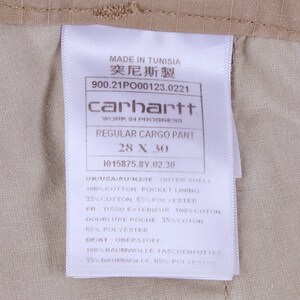 MADE IN TUNISIA
突尼斯製
900.21PO00123.0221
carhartt
WORK IN PROGRESS
REGULAR CARGO PANT
28 X 30
I015875.8Y.02.30
UK/USA/AU/NZ/IE: OUTER SHELL
100%COTTON, POCKET LINING
35%COTTON, 65%POLYESTER
FR: TISSU EXTERIEUR: 100%COTON
DOUBLURE POCHE: 35%COTON
65% POLYESTER
DE/AT: OBERSTOFF
100%BAUMWOLLE, TASCHENFUTTER
35%BAUMWOLLE, 65% POLYESTER